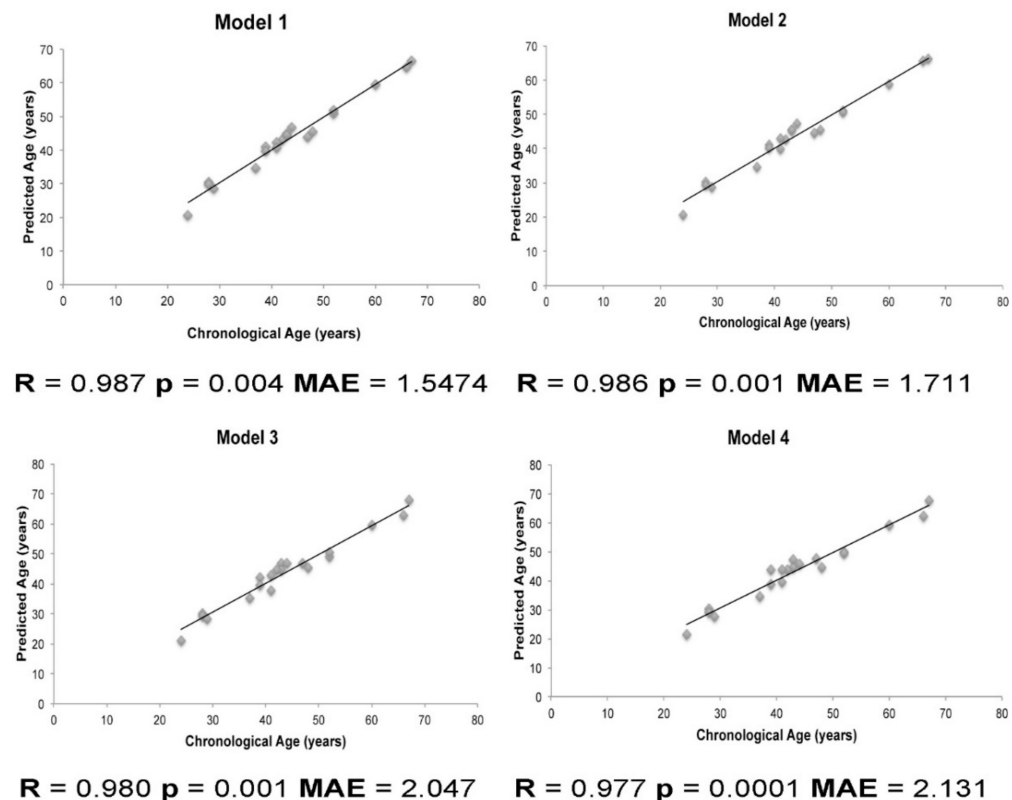 Model 1
Predicted Age (years)
70
60
50
40
30
20
10
0
0 10 20 30 40 50 60 70 80
Chronological Age (years)
R = 0.987 p = 0.004 MAE = 1.5474
Model 2
Predicted Age (years)
70
60
50
40
30
20
10
0
0 10 20 30 40 50 60 70 80
Chronological Age (years)
R = 0.986 p = 0.001 MAE = 1.711
Model 3
Predicted Age (years)
80
70
60
50
40
30
20
10
0
0 10 20 30 40 50 60 70 80
Chronological Age (years)
R = 0.980 p = 0.001 MAE = 2.047
Model 4
Predicted Age (years)
80
70
60
50
40
30
20
10
0
0 10 20 30 40 50 60 70 80
Chronological Age (years)
R = 0.977 p = 0.0001 MAE = 2.131